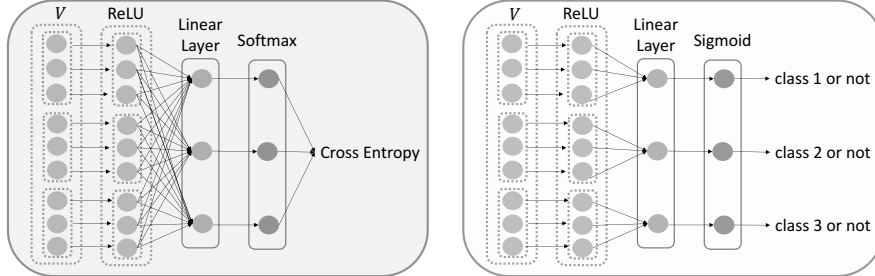 V ReLU
Linear
Layer
Softmax
Cross Entropy
V ReLU
Linear
Layer
Sigmoid
class 1 or not
class 2 or not
class 3 or not